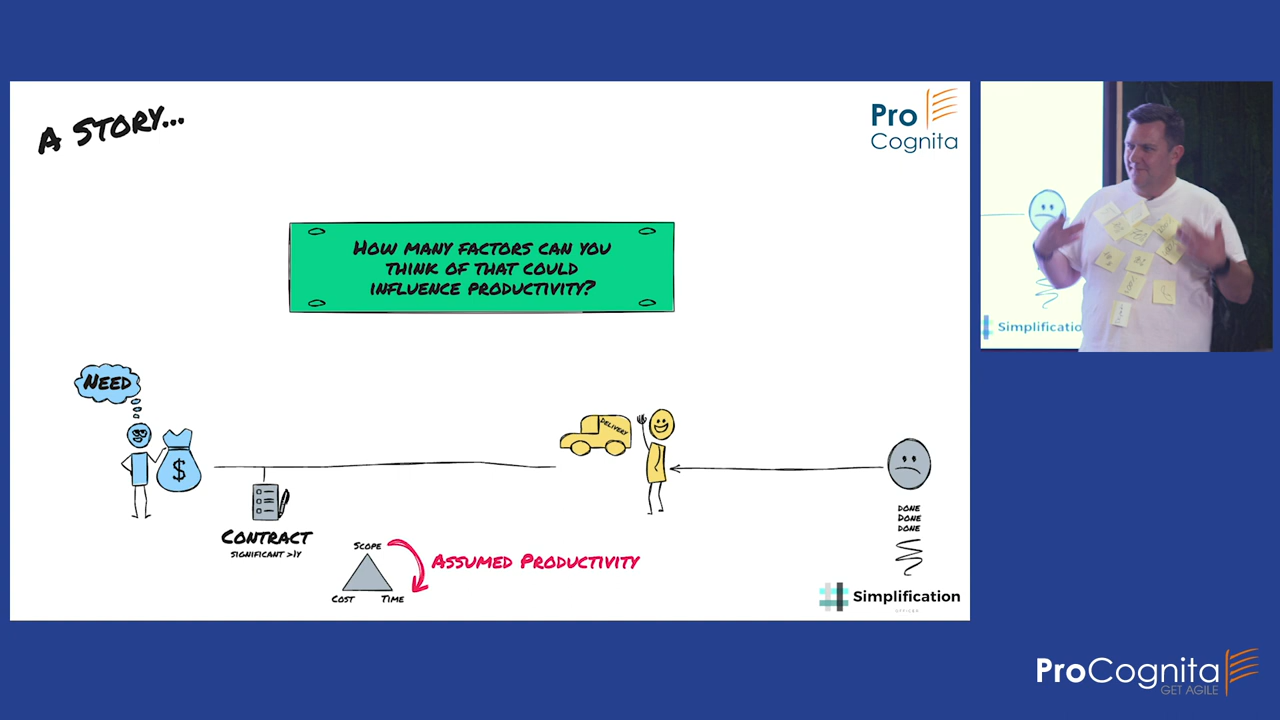 A Story...
Pro
Cognita
How many factors can you
think of that could
influence productivity?
Need
$
Delivery
Contract
significant >1y
Scope
Cost
Time
Assumed Productivity
Done
Done
Done
Simplification
OFFICER
Simplificatio
ProCognita
GET AGILE